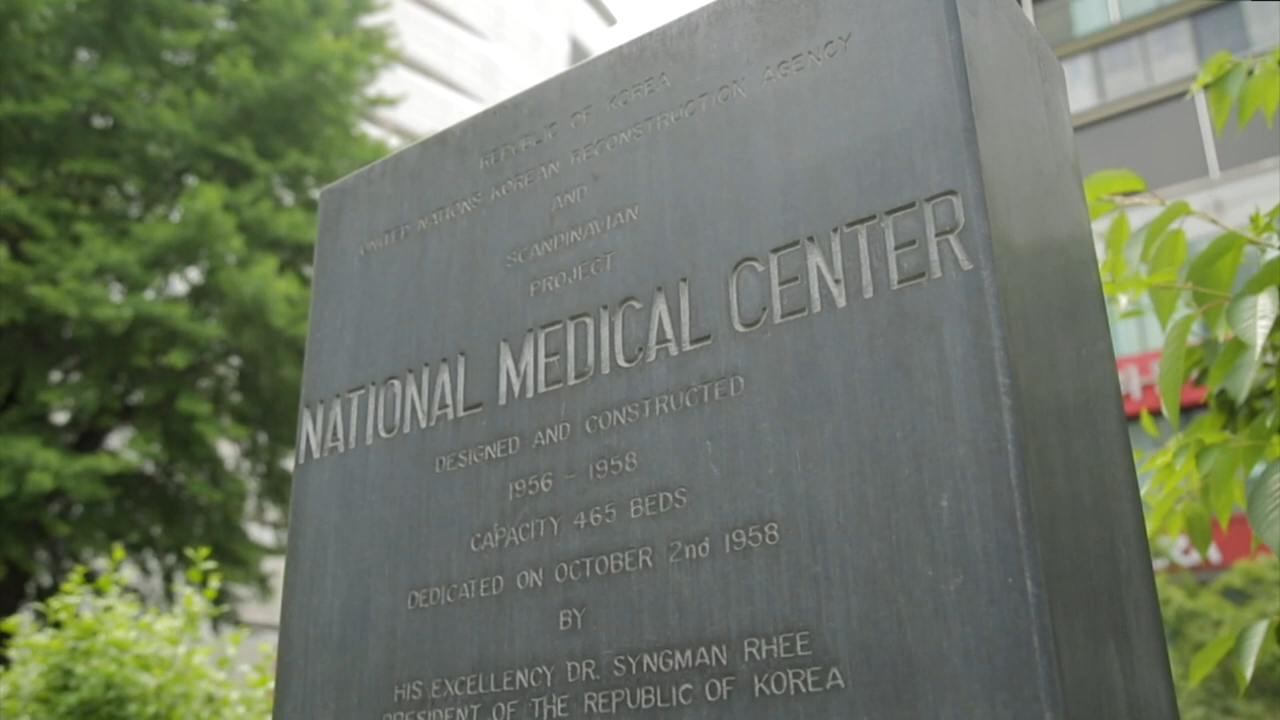 REPUBLIC OF KOREA
UNITED NATIONS KOREAN RECONSTRUCTION AGENCY
AND
SCANDINAVIAN
PROJECT
NATIONAL MEDICAL CENTER
DESIGNED AND CONSTRUCTED
1956 - 1958
CAPACITY 465 BEDS
DEDICATED ON OCTOBER 2nd 1958
BY
HIS EXCELLENCY DR. SYNGMAN RHEE
PRESIDENT OF THE REPUBLIC OF KOREA